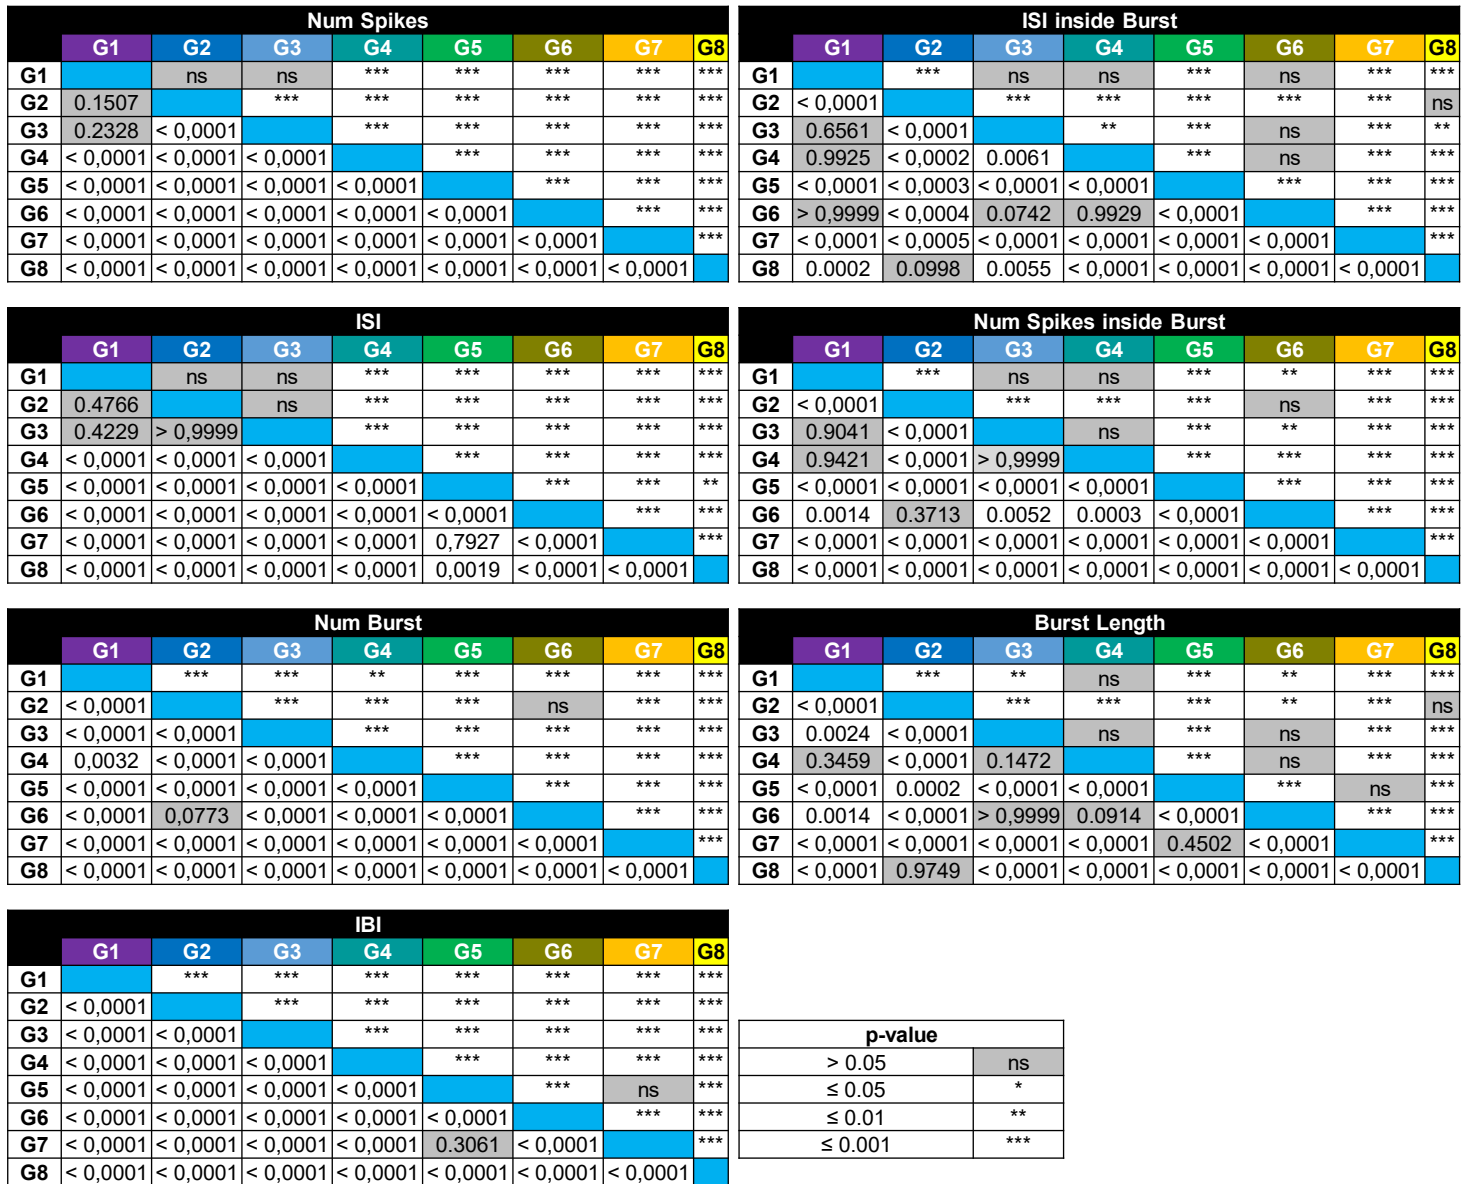 Num Spikes
G1 G2 G3 G4 G5 G6 G7 G8
G1 ns ns *** *** *** *** ***
G2 0.1507 *** *** *** *** *** ***
G3 0.2328 < 0,0001 *** *** *** *** ***
G4 < 0,0001 < 0,0001 < 0,0001 *** *** *** ***
G5 < 0,0001 < 0,0001 < 0,0001 < 0,0001 *** *** ***
G6 < 0,0001 < 0,0001 < 0,0001 < 0,0001 < 0,0001 *** ***
G7 < 0,0001 < 0,0001 < 0,0001 < 0,0001 < 0,0001 < 0,0001 ***
G8 < 0,0001 < 0,0001 < 0,0001 < 0,0001 < 0,0001 < 0,0001 < 0,0001
ISI inside Burst
G1 G2 G3 G4 G5 G6 G7 G8
G1 *** ns ns *** ns *** ***
G2 < 0,0001 *** *** *** *** *** ns
G3 0.6561 < 0,0001 ** *** ns *** **
G4 0.9925 < 0,0002 0.0061 *** ns *** ***
G5 < 0,0001 < 0,0003 < 0,0001 < 0,0001 *** *** ***
G6 > 0,9999 < 0,0004 0.0742 0.9929 < 0,0001 *** ***
G7 < 0,0001 < 0,0005 < 0,0001 < 0,0001 < 0,0001 < 0,0001 ***
G8 0.0002 0.0998 0.0055 < 0,0001 < 0,0001 < 0,0001 < 0,0001
ISI
G1 G2 G3 G4 G5 G6 G7 G8
G1 ns ns *** *** *** *** ***
G2 0.4766 ns *** *** *** *** ***
G3 0.4229 > 0,9999 *** *** *** *** ***
G4 < 0,0001 < 0,0001 < 0,0001 *** *** *** ***
G5 < 0,0001 < 0,0001 < 0,0001 < 0,0001 *** *** **
G6 < 0,0001 < 0,0001 < 0,0001 < 0,0001 < 0,0001 *** ***
G7 < 0,0001 < 0,0001 < 0,0001 < 0,0001 0,7927 < 0,0001 ***
G8 < 0,0001 < 0,0001 < 0,0001 < 0,0001 0,0019 < 0,0001 < 0,0001
Num Spikes inside Burst
G1 G2 G3 G4 G5 G6 G7 G8
G1 *** ns ns *** ** *** ***
G2 < 0,0001 *** *** *** ns *** ***
G3 0.9041 < 0,0001 ns *** ** *** ***
G4 0.9421 < 0,0001 > 0,9999 *** *** *** ***
G5 < 0,0001 < 0,0001 < 0,0001 < 0,0001 *** *** ***
G6 0.0014 0.3713 0.0052 0.0003 < 0,0001 *** ***
G7 < 0,0001 < 0,0001 < 0,0001 < 0,0001 < 0,0001 < 0,0001 ***
G8 < 0,0001 < 0,0001 < 0,0001 < 0,0001 < 0,0001 < 0,0001 < 0,0001
Num Burst
G1 G2 G3 G4 G5 G6 G7 G8
G1 *** *** ** *** *** *** ***
G2 < 0,0001 *** *** *** ns *** ***
G3 < 0,0001 < 0,0001 *** *** *** *** ***
G4 0,0032 < 0,0001 < 0,0001 *** *** *** ***
G5 < 0,0001 < 0,0001 < 0,0001 < 0,0001 *** *** ***
G6 < 0,0001 0,0773 < 0,0001 < 0,0001 < 0,0001 *** ***
G7 < 0,0001 < 0,0001 < 0,0001 < 0,0001 < 0,0001 < 0,0001 ***
G8 < 0,0001 < 0,0001 < 0,0001 < 0,0001 < 0,0001 < 0,0001 < 0,0001
Burst Length
G1 G2 G3 G4 G5 G6 G7 G8
G1 *** ** ns *** ** *** ***
G2 < 0,0001 *** *** *** ** *** ns
G3 0.0024 < 0,0001 ns *** ns *** ***
G4 0.3459 < 0,0001 0.1472 *** ns *** ***
G5 < 0,0001 0.0002 < 0,0001 < 0,0001 *** ns ***
G6 0.0014 < 0,0001 > 0,9999 0.0914 < 0,0001 *** ***
G7 < 0,0001 < 0,0001 < 0,0001 < 0,0001 0.4502 < 0,0001 ***
G8 < 0,0001 0.9749 < 0,0001 < 0,0001 < 0,0001 < 0,0001 < 0,0001
IBI
G1 G2 G3 G4 G5 G6 G7 G8
G1 *** *** *** *** *** *** ***
G2 < 0,0001 *** *** *** *** *** ***
G3 < 0,0001 < 0,0001 *** *** *** *** ***
G4 < 0,0001 < 0,0001 < 0,0001 *** *** *** ***
G5 < 0,0001 < 0,0001 < 0,0001 < 0,0001 *** ns ***
G6 < 0,0001 < 0,0001 < 0,0001 < 0,0001 < 0,0001 *** ***
G7 < 0,0001 < 0,0001 < 0,0001 < 0,0001 0.3061 < 0,0001 ***
G8 < 0,0001 < 0,0001 < 0,0001 < 0,0001 < 0,0001 < 0,0001 < 0,0001
p-value
> 0.05 ns
≤ 0.05 *
≤ 0.01 **
≤ 0.001 ***